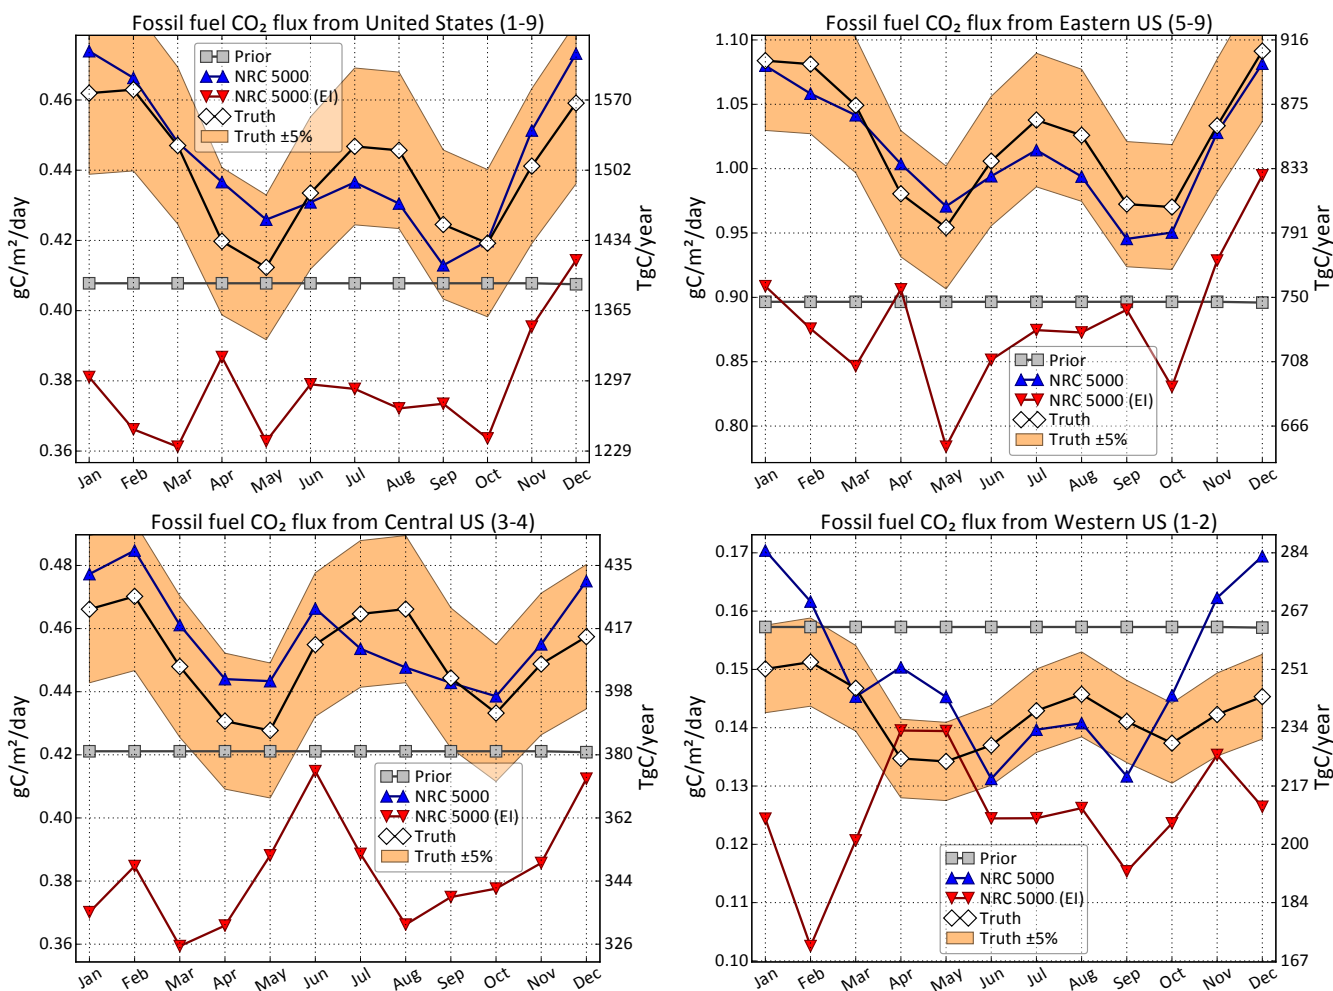 Fossil fuel CO₂ flux from United States (1-9)
gC/m²/day
0.46
0.44
0.42
0.40
0.38
0.36
Prior
NRC 5000
NRC 5000 (EI)
Truth
Truth ±5%
1570
1502
1434
1365
1297
1229
TgC/year
Jan Feb Mar Apr May Jun Jul Aug Sep Oct Nov Dec
Fossil fuel CO₂ flux from Eastern US (5-9)
gC/m²/day
1.10
1.05
1.00
0.95
0.90
0.85
0.80
Prior
NRC 5000
NRC 5000 (EI)
Truth
Truth ±5%
916
875
833
791
750
708
666
TgC/year
Jan Feb Mar Apr May Jun Jul Aug Sep Oct Nov Dec
Fossil fuel CO₂ flux from Central US (3-4)
gC/m²/day
0.48
0.46
0.44
0.42
0.40
0.38
0.36
Prior
NRC 5000
NRC 5000 (EI)
Truth
Truth ±5%
435
417
398
380
362
344
326
TgC/year
Jan Feb Mar Apr May Jun Jul Aug Sep Oct Nov Dec
Fossil fuel CO₂ flux from Western US (1-2)
gC/m²/day
0.17
0.16
0.15
0.14
0.13
0.12
0.11
0.10
Prior
NRC 5000
NRC 5000 (EI)
Truth
Truth ±5%
284
267
251
234
217
200
184
167
TgC/year
Jan Feb Mar Apr May Jun Jul Aug Sep Oct Nov Dec